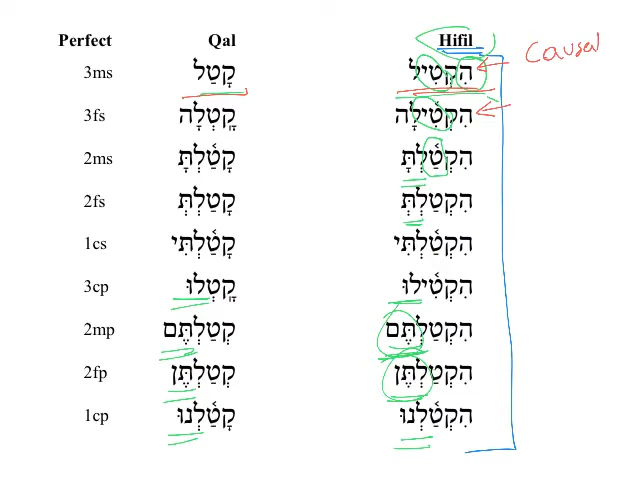 Perfect Qal Hifil
Causal
3ms קָטַל הִקְטִיל
3fs קָֽטְלָה הִקְטִ֫ילָה
2ms קָטַ֫לְתָּ הִקְטַ֫לְתָּ
2fs קָטַלְתְּ הִקְטַלְתְּ
1cs קָטַ֫לְתִּי הִקְטַ֫לְתִּי
3cp קָֽטְלוּ הִקְטִ֫ילוּ
2mp קְטַלְתֶּם הִקְטַלְתֶּם
2fp קְטַלְתֶּן הִקְטַלְתֶּן
1cp קָטַ֫לְנוּ הִקְטַ֫לְנוּ